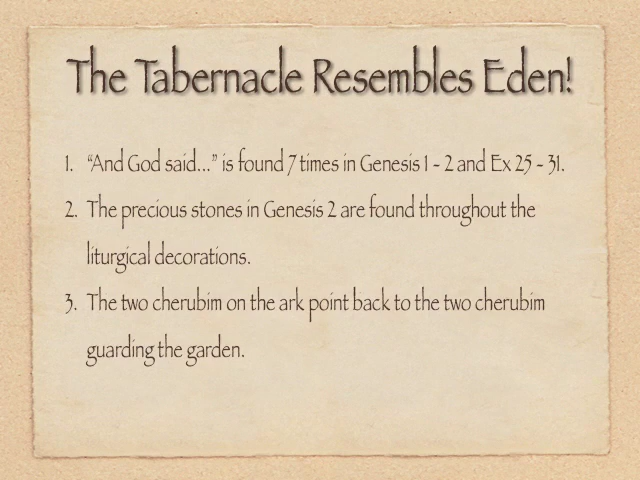 The Tabernacle Resembles Eden!
1. “And God said...” is found 7 times in Genesis 1 - 2 and Ex 25 - 31.
2. The precious stones in Genesis 2 are found throughout the
liturgical decorations.
3. The two cherubim on the ark point back to the two cherubim
guarding the garden.